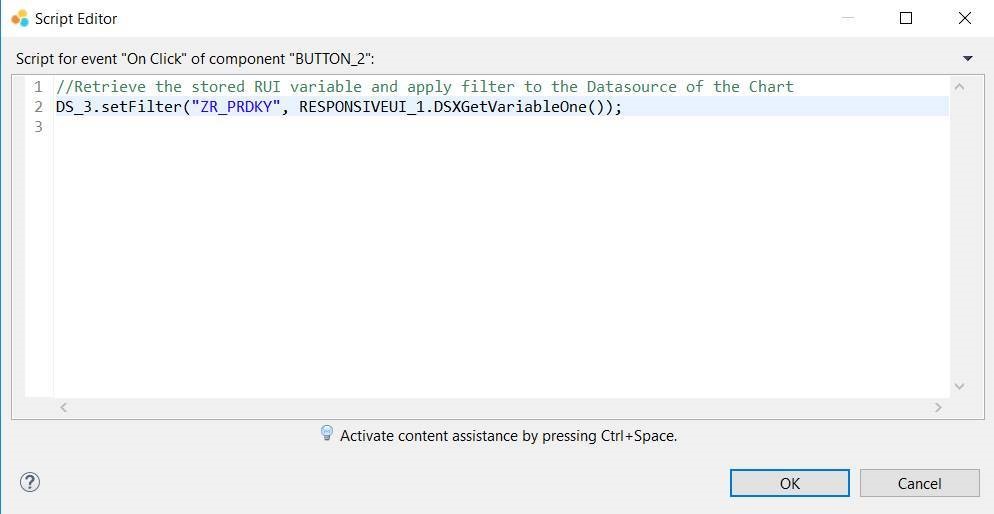 Script Editor
Script for event "On Click" of component "BUTTON_2":
1 //Retrieve the stored RUI variable and apply filter to the Datasource of the Chart
2 DS_3.setFilter("ZR_PRDKY", RESPONSIVEUI_1.DSXGetVariableOne());
3
Activate content assistance by pressing Ctrl+Space.
?
OK Cancel